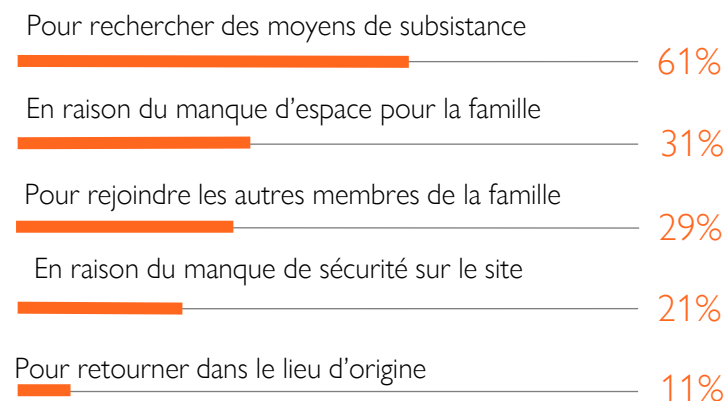 Pour rechercher des moyens de subsistance
61%
En raison du manque d’espace pour la famille
31%
Pour rejoindre les autres membres de la famille
29%
En raison du manque de sécurité sur le site
21%
Pour retourner dans le lieu d’origine
11%